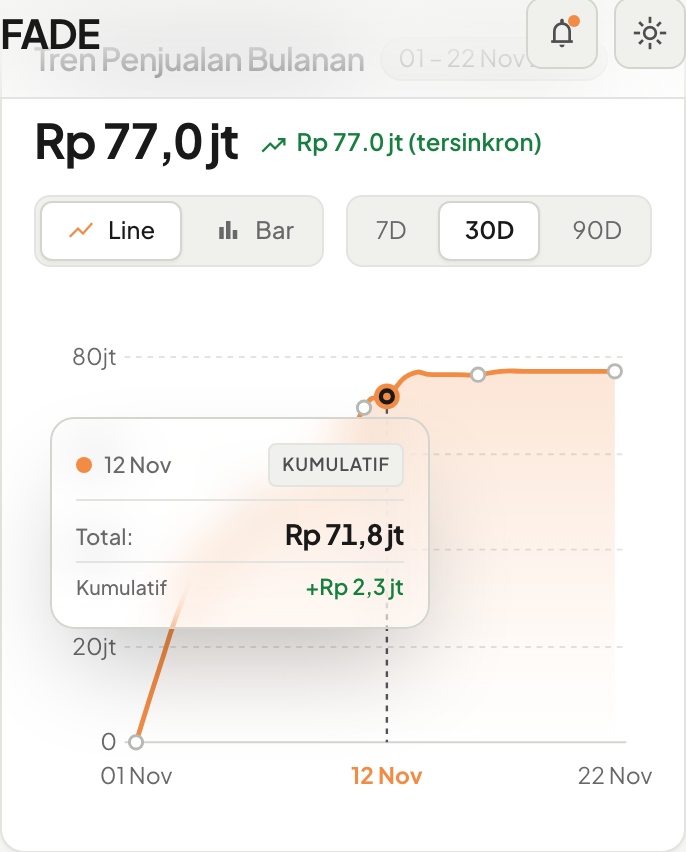 FADE
Tren Penjualan Bulanan 01 – 22 Nov
Rp 77,0 jt Rp 77.0 jt (tersinkron)
Line Bar 7D 30D 90D
80jt
12 Nov KUMULATIF
Total: Rp 71,8 jt
Kumulatif +Rp 2,3 jt
20jt
0
01 Nov 12 Nov 22 Nov